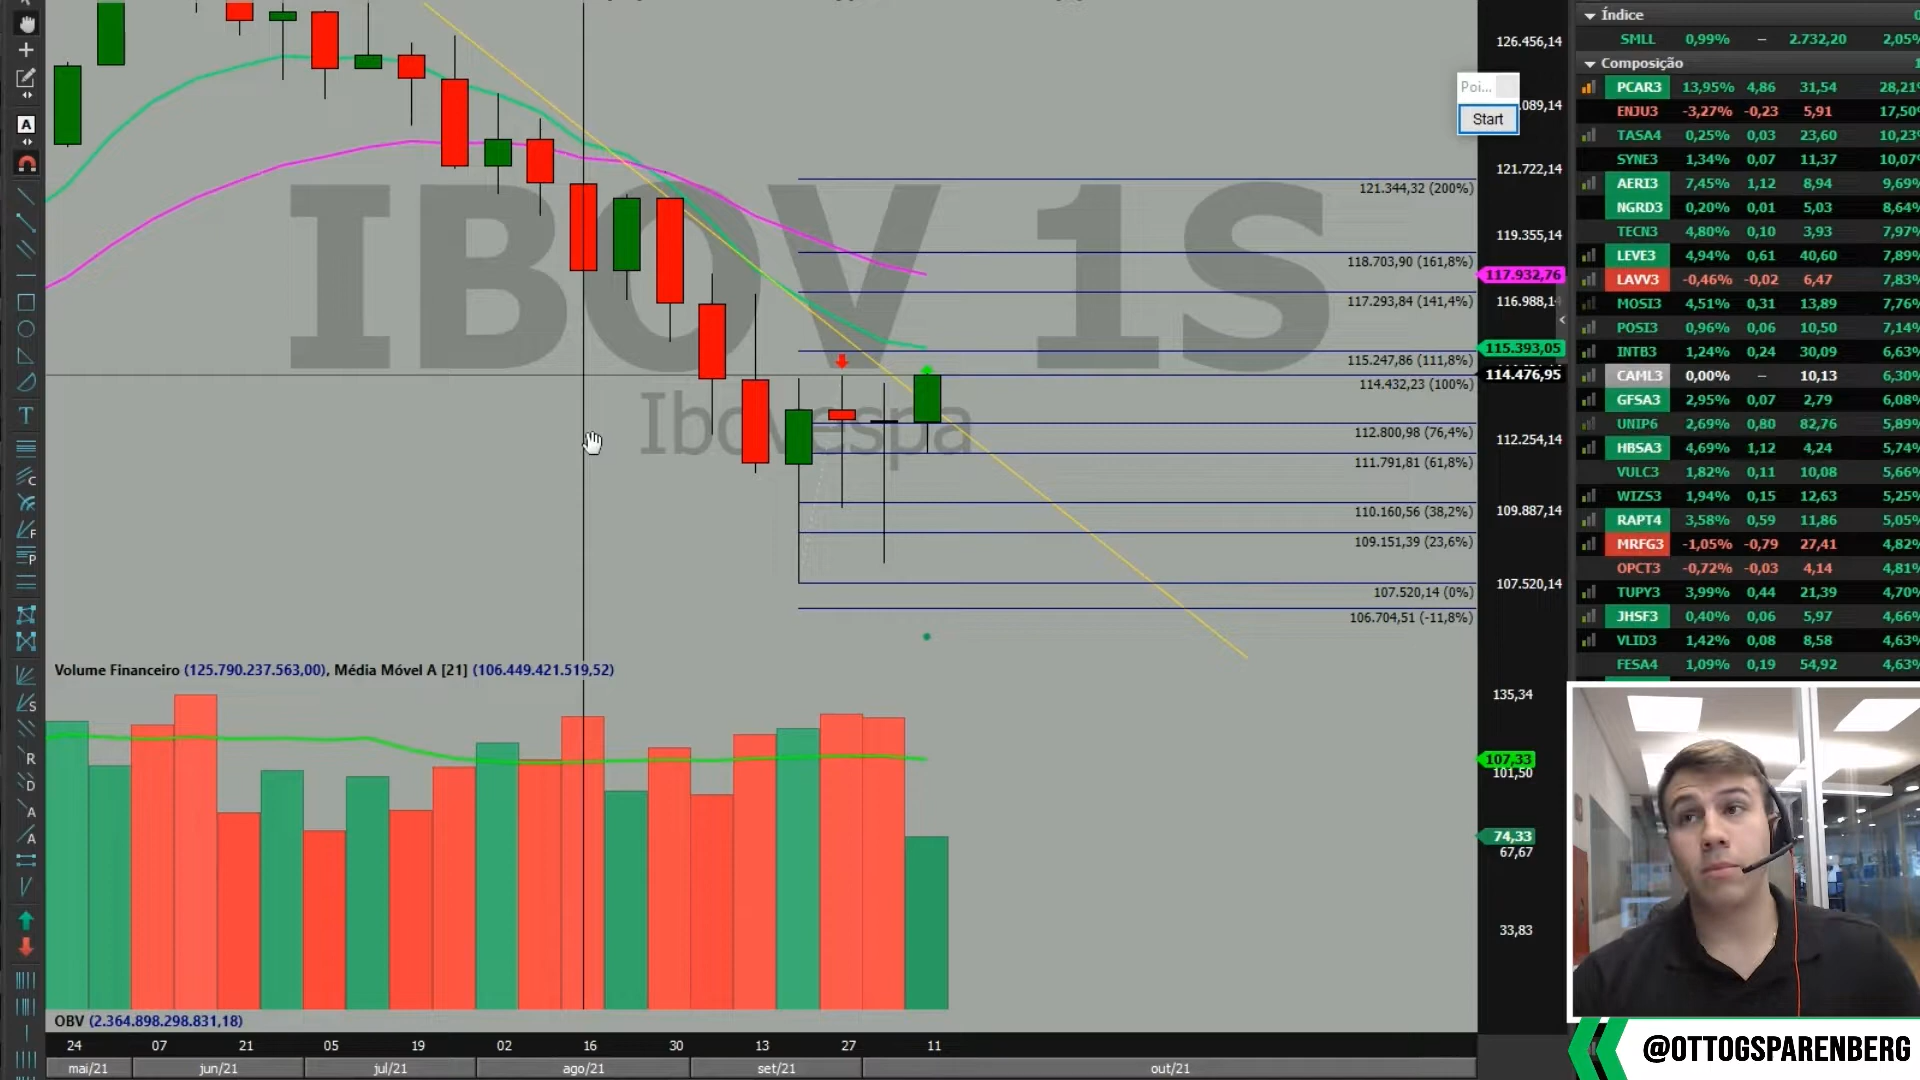 IBOV 1S
Ibovespa
Poi...
Start
126.456,14
.089,14
121.722,14
119.355,14
117.932,76
116.988,1
115.393,05
114.476,95
112.254,14
109.887,14
107.520,14
121.344,32 (200%)
118.703,90 (161,8%)
117.293,84 (141,4%)
115.247,86 (111,8%)
114.432,23 (100%)
112.800,98 (76,4%)
111.791,81 (61,8%)
110.160,56 (38,2%)
109.151,39 (23,6%)
107.520,14 (0%)
106.704,51 (-11,8%)
Volume Financeiro (125.790.237.563,00), Média Móvel A [21] (106.449.421.519,52)
135,34
107,33
101,50
74,33
67,67
33,83
OBV (2.364.898.298.831,18)
24 07 21 05 19 02 16 30 13 27 11
mai/21 jun/21 jul/21 ago/21 set/21 out/21
Índice
SMLL 0,99% – 2.732,20 2,05%
Composição
PCAR3 13,95% 4,86 31,54 28,21%
ENJU3 -3,27% -0,23 5,91 17,50%
TASA4 0,25% 0,03 23,60 10,23%
SYNE3 1,34% 0,07 11,37 10,07%
AERI3 7,45% 1,12 8,94 9,69%
NGRD3 0,20% 0,01 5,03 8,64%
TECN3 4,80% 0,10 3,93 7,97%
LEVE3 4,94% 0,61 40,60 7,89%
LAVV3 -0,46% -0,02 6,47 7,83%
MOSI3 4,51% 0,31 13,89 7,76%
POSI3 0,96% 0,06 10,50 7,14%
INTB3 1,24% 0,24 30,09 6,63%
CAML3 0,00% – 10,13 6,30%
GFSA3 2,95% 0,07 2,79 6,08%
UNIP6 2,69% 0,80 82,76 5,89%
HBSA3 4,69% 1,12 4,24 5,74%
VULC3 1,82% 0,11 10,08 5,66%
WIZS3 1,94% 0,15 12,63 5,25%
RAPT4 3,58% 0,59 11,86 5,05%
MRFG3 -1,05% -0,79 27,41 4,82%
OPCT3 -0,72% -0,03 4,14 4,81%
TUPY3 3,99% 0,44 21,39 4,70%
JHSF3 0,40% 0,06 5,97 4,66%
VLID3 1,42% 0,08 8,58 4,63%
FESA4 1,09% 0,19 54,92 4,63%
@OTTOGSPARENBERG